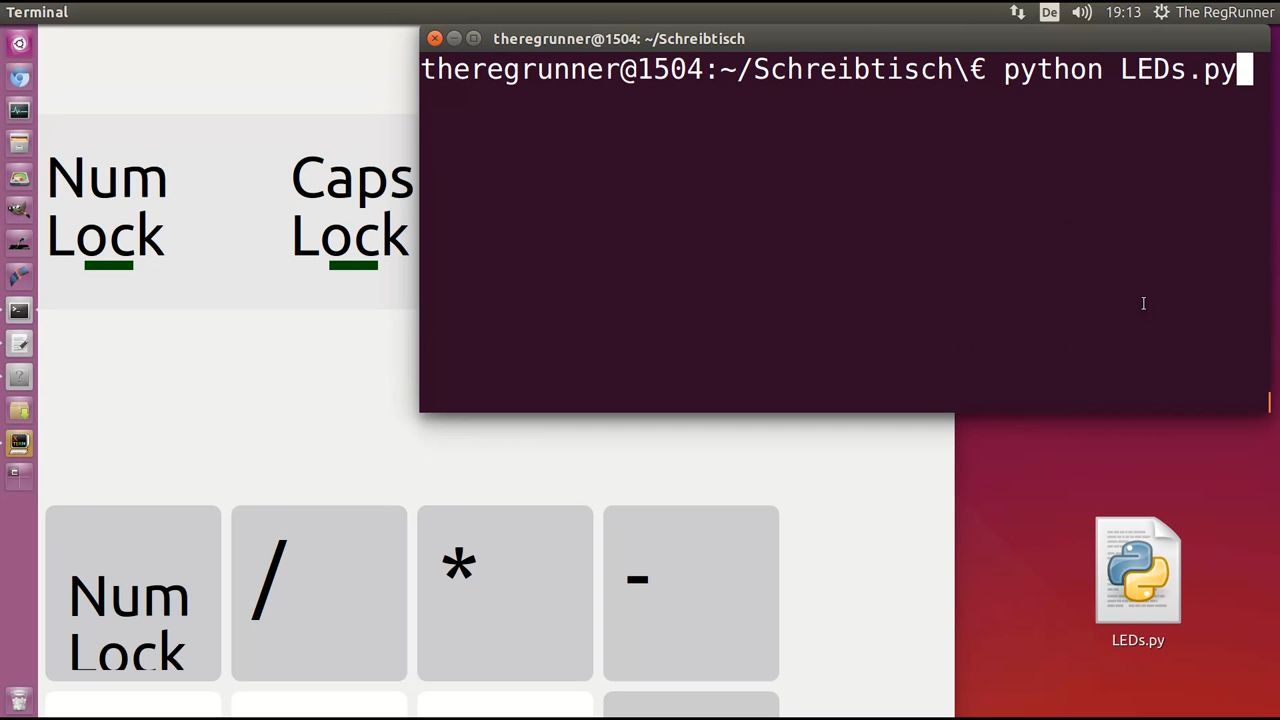 Terminal
De
19:13
The RegRunner
theregrunner@1504: ~/Schreibtisch
theregrunner@1504:~/Schreibtisch\€ python LEDs.py
Num
Lock
Caps
Lock
Num
Lock
/
*
-
LEDs.py